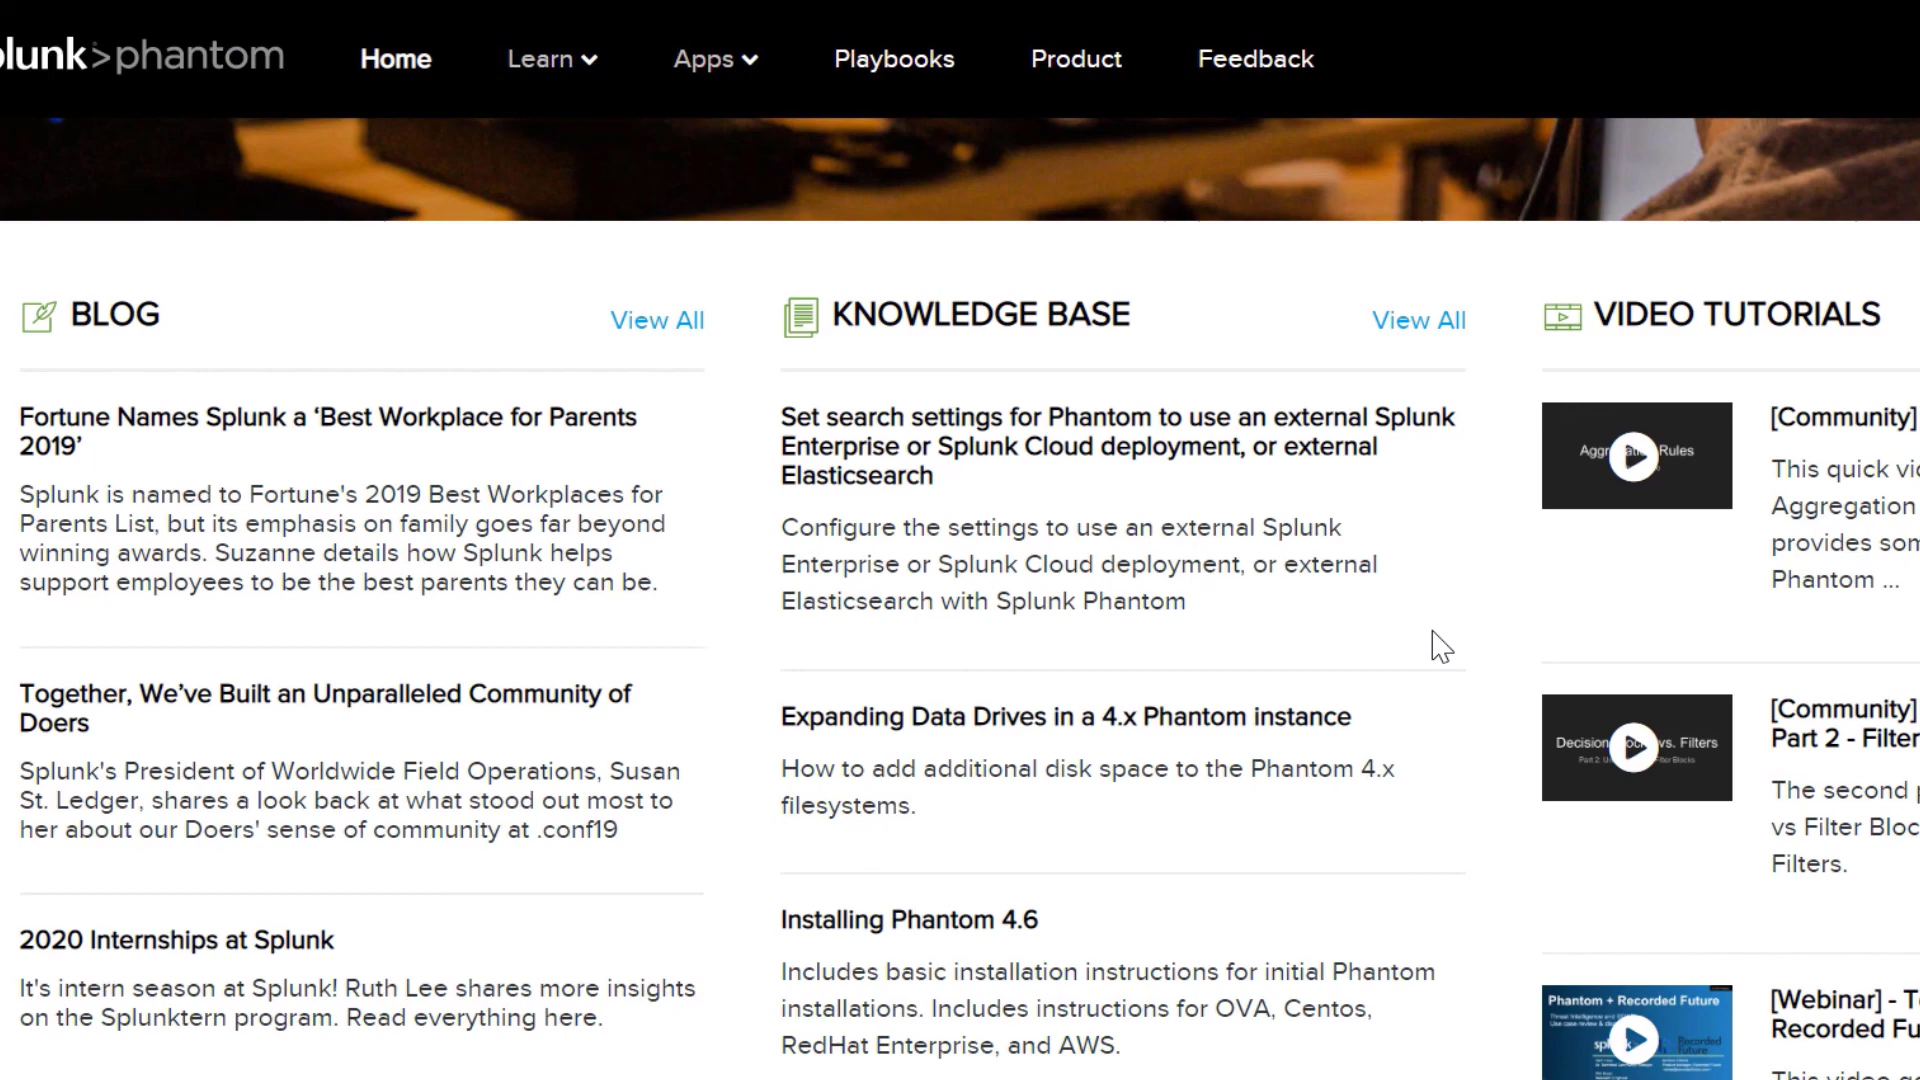 plunk>phantom
Home
Learn
Apps
Playbooks
Product
Feedback
BLOG
View All
Fortune Names Splunk a ‘Best Workplace for Parents
2019’
Splunk is named to Fortune's 2019 Best Workplaces for
Parents List, but its emphasis on family goes far beyond
winning awards. Suzanne details how Splunk helps
support employees to be the best parents they can be.
Together, We’ve Built an Unparalleled Community of
Doers
Splunk's President of Worldwide Field Operations, Susan
St. Ledger, shares a look back at what stood out most to
her about our Doers' sense of community at .conf19
2020 Internships at Splunk
It's intern season at Splunk! Ruth Lee shares more insights
on the Splunktern program. Read everything here.
KNOWLEDGE BASE
View All
Set search settings for Phantom to use an external Splunk
Enterprise or Splunk Cloud deployment, or external
Elasticsearch
Configure the settings to use an external Splunk
Enterprise or Splunk Cloud deployment, or external
Elasticsearch with Splunk Phantom
Expanding Data Drives in a 4.x Phantom instance
How to add additional disk space to the Phantom 4.x
filesystems.
Installing Phantom 4.6
Includes basic installation instructions for initial Phantom
installations. Includes instructions for OVA, Centos,
RedHat Enterprise, and AWS.
VIDEO TUTORIALS
Rules
[Community]
This quick
Aggregation
provides
Phantom ...
Decision vs. Filters
[Community]
Part 2 - Filter
The second
vs Filter
Filters.
Phantom + Recorded Future
Recorded
Future
[Webinar] -
Recorded